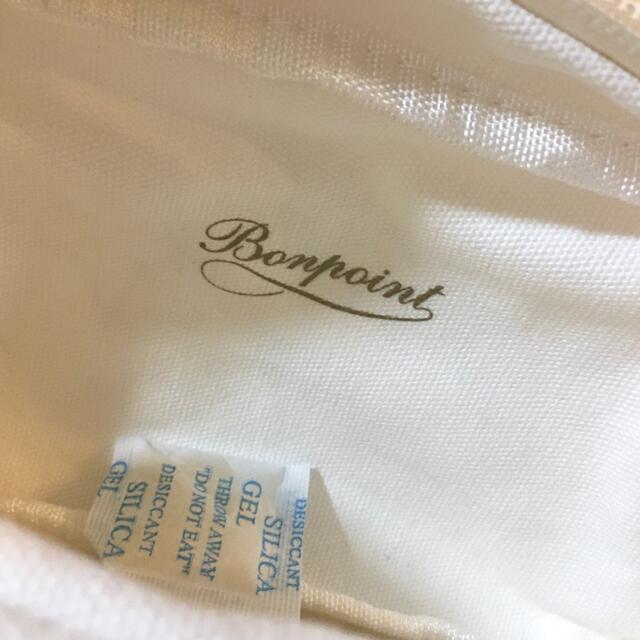 Bonpoint
DESICCANT
SILICA
GEL
THROW AWAY
"DO NOT EAT"
DESICCANT
SILICA
GEL